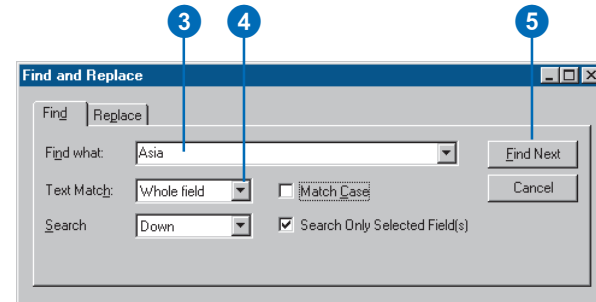 3 4 5
Find and Replace
Find Replace
Find what: Asia Find Next
Text Match: Whole field Match Case Cancel
Search Down Search Only Selected Field(s)